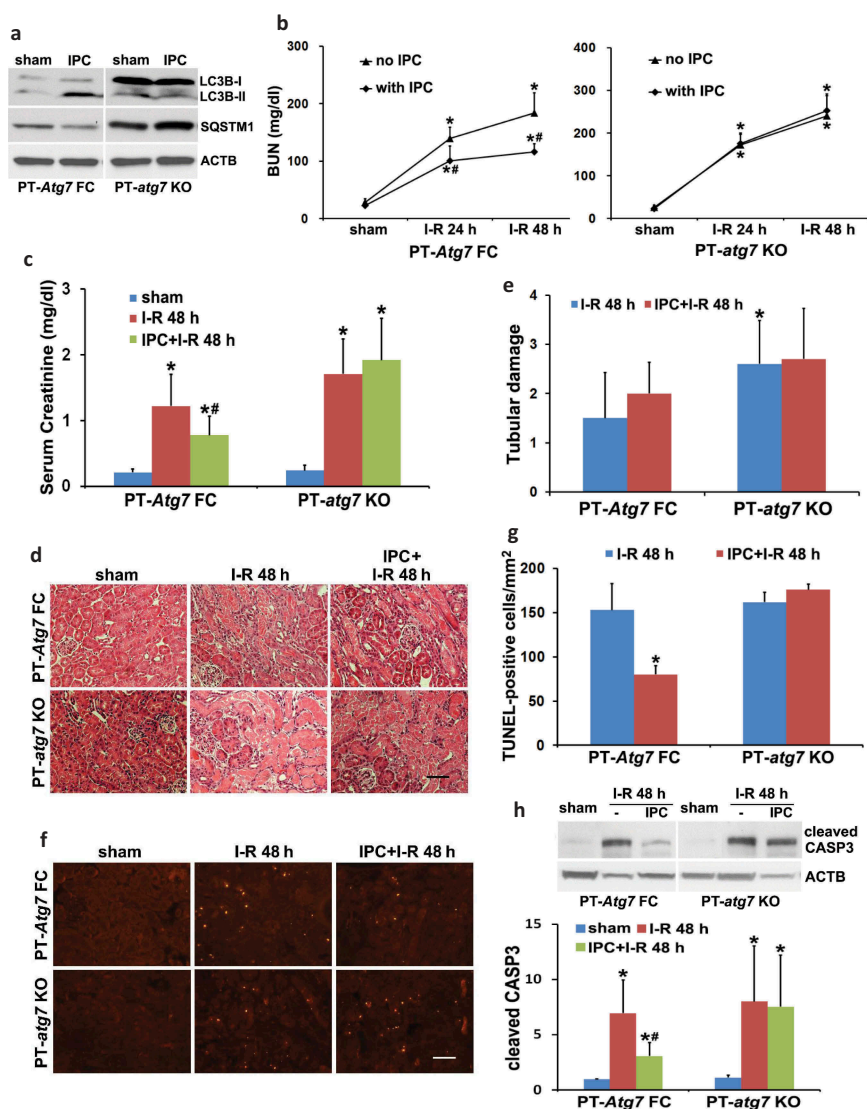 a
sham IPC sham IPC
LC3B-I
LC3B-II
SQSTM1
ACTB
PT-Atg7 FC PT-atg7 KO
b
BUN (mg/dl)
300
200
100
0
no IPC
with IPC
*
*
*#
*#
sham I-R 24 h I-R 48 h
PT-Atg7 FC
400
300
200
100
0
no IPC
with IPC
*
*
*
*
sham I-R 24 h I-R 48 h
PT-atg7 KO
c
Serum Creatinine (mg/dl)
3
2
1
0
sham
I-R 48 h
IPC+I-R 48 h
*
*#
*
*
PT-Atg7 FC PT-atg7 KO
e
Tubular damage
4
3
2
1
0
I-R 48 h IPC+I-R 48 h
*
PT-Atg7 FC PT-atg7 KO
d
sham I-R 48 h IPC+
I-R 48 h
PT-Atg7 FC
PT-atg7 KO
g
TUNEL-positive cells/mm2
200
150
100
50
0
I-R 48 h IPC+I-R 48 h
*
PT-Atg7 FC PT-atg7 KO
f
sham I-R 48 h IPC+I-R 48 h
PT-Atg7 FC
PT-atg7 KO
h
I-R 48 h I-R 48 h
sham - IPC sham - IPC
cleaved
CASP3
ACTB
PT-Atg7 FC PT-atg7 KO
cleaved CASP3
15
10
5
0
sham I-R 48 h
IPC+I-R 48 h
*
*#
*
*
PT-Atg7 FC PT-atg7 KO